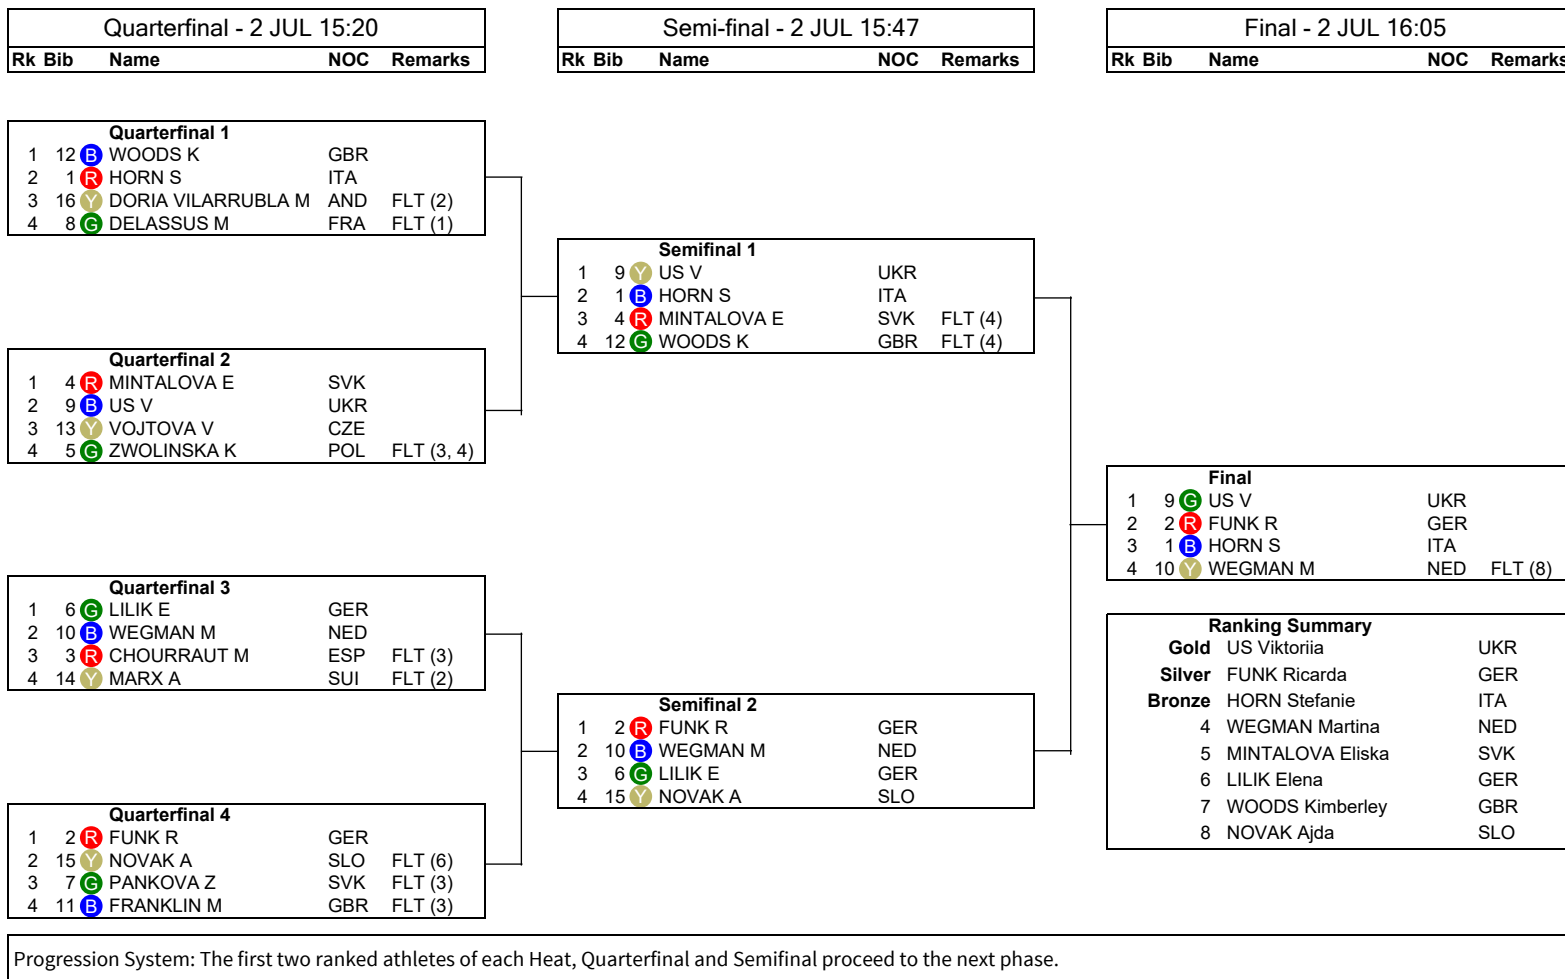 Quarterfinal - 2 JUL 15:20
Rk Bib Name NOC Remarks
Quarterfinal 1
1 12 B WOODS K GBR
2 1 R HORN S ITA
3 16 Y DORIA VILARRUBLA M AND FLT (2)
4 8 G DELASSUS M FRA FLT (1)
Quarterfinal 2
1 4 R MINTALOVA E SVK
2 9 B US V UKR
3 13 Y VOJTOVA V CZE
4 5 G ZWOLINSKA K POL FLT (3, 4)
Quarterfinal 3
1 6 G LILIK E GER
2 10 B WEGMAN M NED
3 3 R CHOURRAUT M ESP FLT (3)
4 14 Y MARX A SUI FLT (2)
Quarterfinal 4
1 2 R FUNK R GER
2 15 Y NOVAK A SLO FLT (6)
3 7 G PANKOVA Z SVK FLT (3)
4 11 B FRANKLIN M GBR FLT (3)
Semi-final - 2 JUL 15:47
Rk Bib Name NOC Remarks
Semifinal 1
1 9 Y US V UKR
2 1 B HORN S ITA
3 4 R MINTALOVA E SVK FLT (4)
4 12 G WOODS K GBR FLT (4)
Semifinal 2
1 2 R FUNK R GER
2 10 B WEGMAN M NED
3 6 G LILIK E GER
4 15 Y NOVAK A SLO
Final - 2 JUL 16:05
Rk Bib Name NOC Remarks
Final
1 9 G US V UKR
2 2 R FUNK R GER
3 1 B HORN S ITA
4 10 Y WEGMAN M NED FLT (8)
Ranking Summary
Gold US Viktoriia UKR
Silver FUNK Ricarda GER
Bronze HORN Stefanie ITA
4 WEGMAN Martina NED
5 MINTALOVA Eliska SVK
6 LILIK Elena GER
7 WOODS Kimberley GBR
8 NOVAK Ajda SLO
Progression System: The first two ranked athletes of each Heat, Quarterfinal and Semifinal proceed to the next phase.